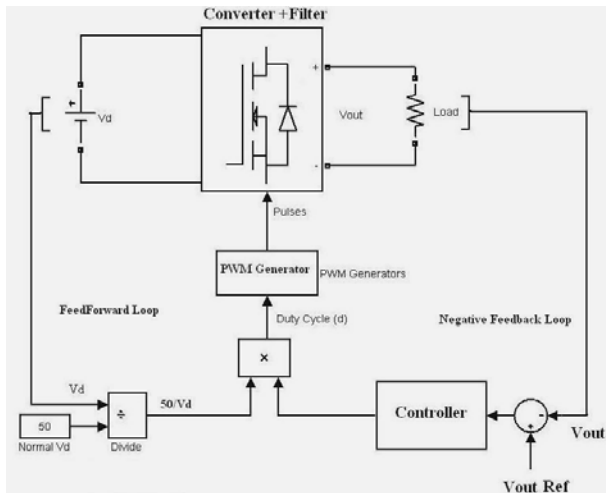 Converter +Filter
+
Vd
+
Vout
-
Load
Pulses
PWM Generator
PWM Generators
FeedForward Loop
Duty Cycle (d)
Negative Feedback Loop
×
Vd
50/Vd
÷
50
Normal Vd
Divide
Controller
-
+
Vout
Vout Ref